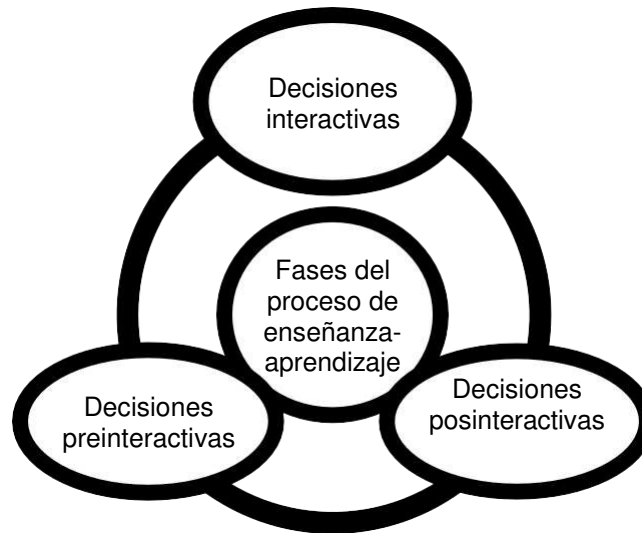 Decisiones
interactivas
Fases del
proceso de
enseñanza-
aprendizaje
Decisiones
preinteractivas
Decisiones
posinteractivas